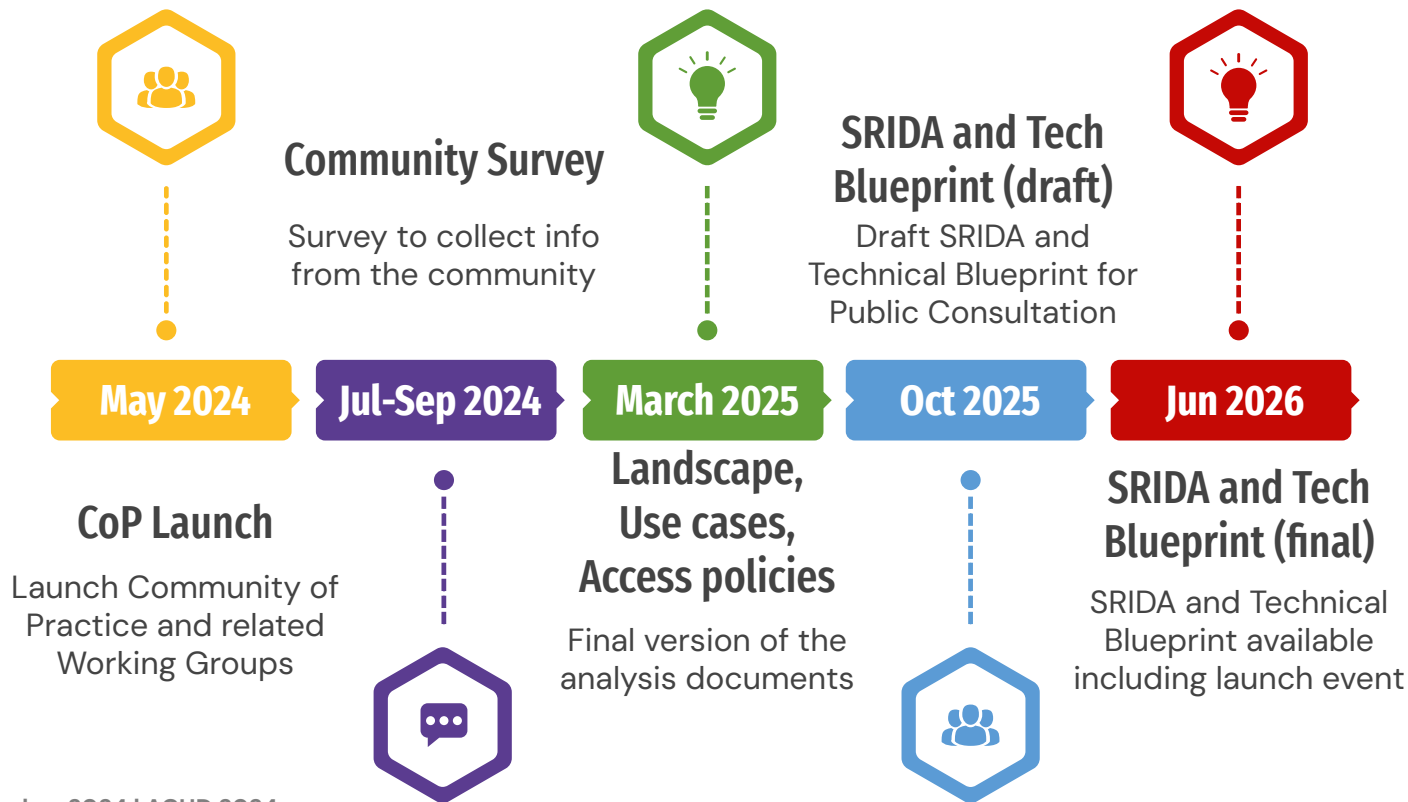 Community Survey
Survey to collect info
from the community
SRIDA and Tech
Blueprint (draft)
Draft SRIDA and
Technical Blueprint for
Public Consultation
May 2024
Jul-Sep 2024
March 2025
Oct 2025
Jun 2026
CoP Launch
Launch Community of
Practice and related
Working Groups
Landscape,
Use cases,
Access policies
Final version of the
analysis documents
SRIDA and Tech
Blueprint (final)
SRIDA and Technical
Blueprint available
including launch event